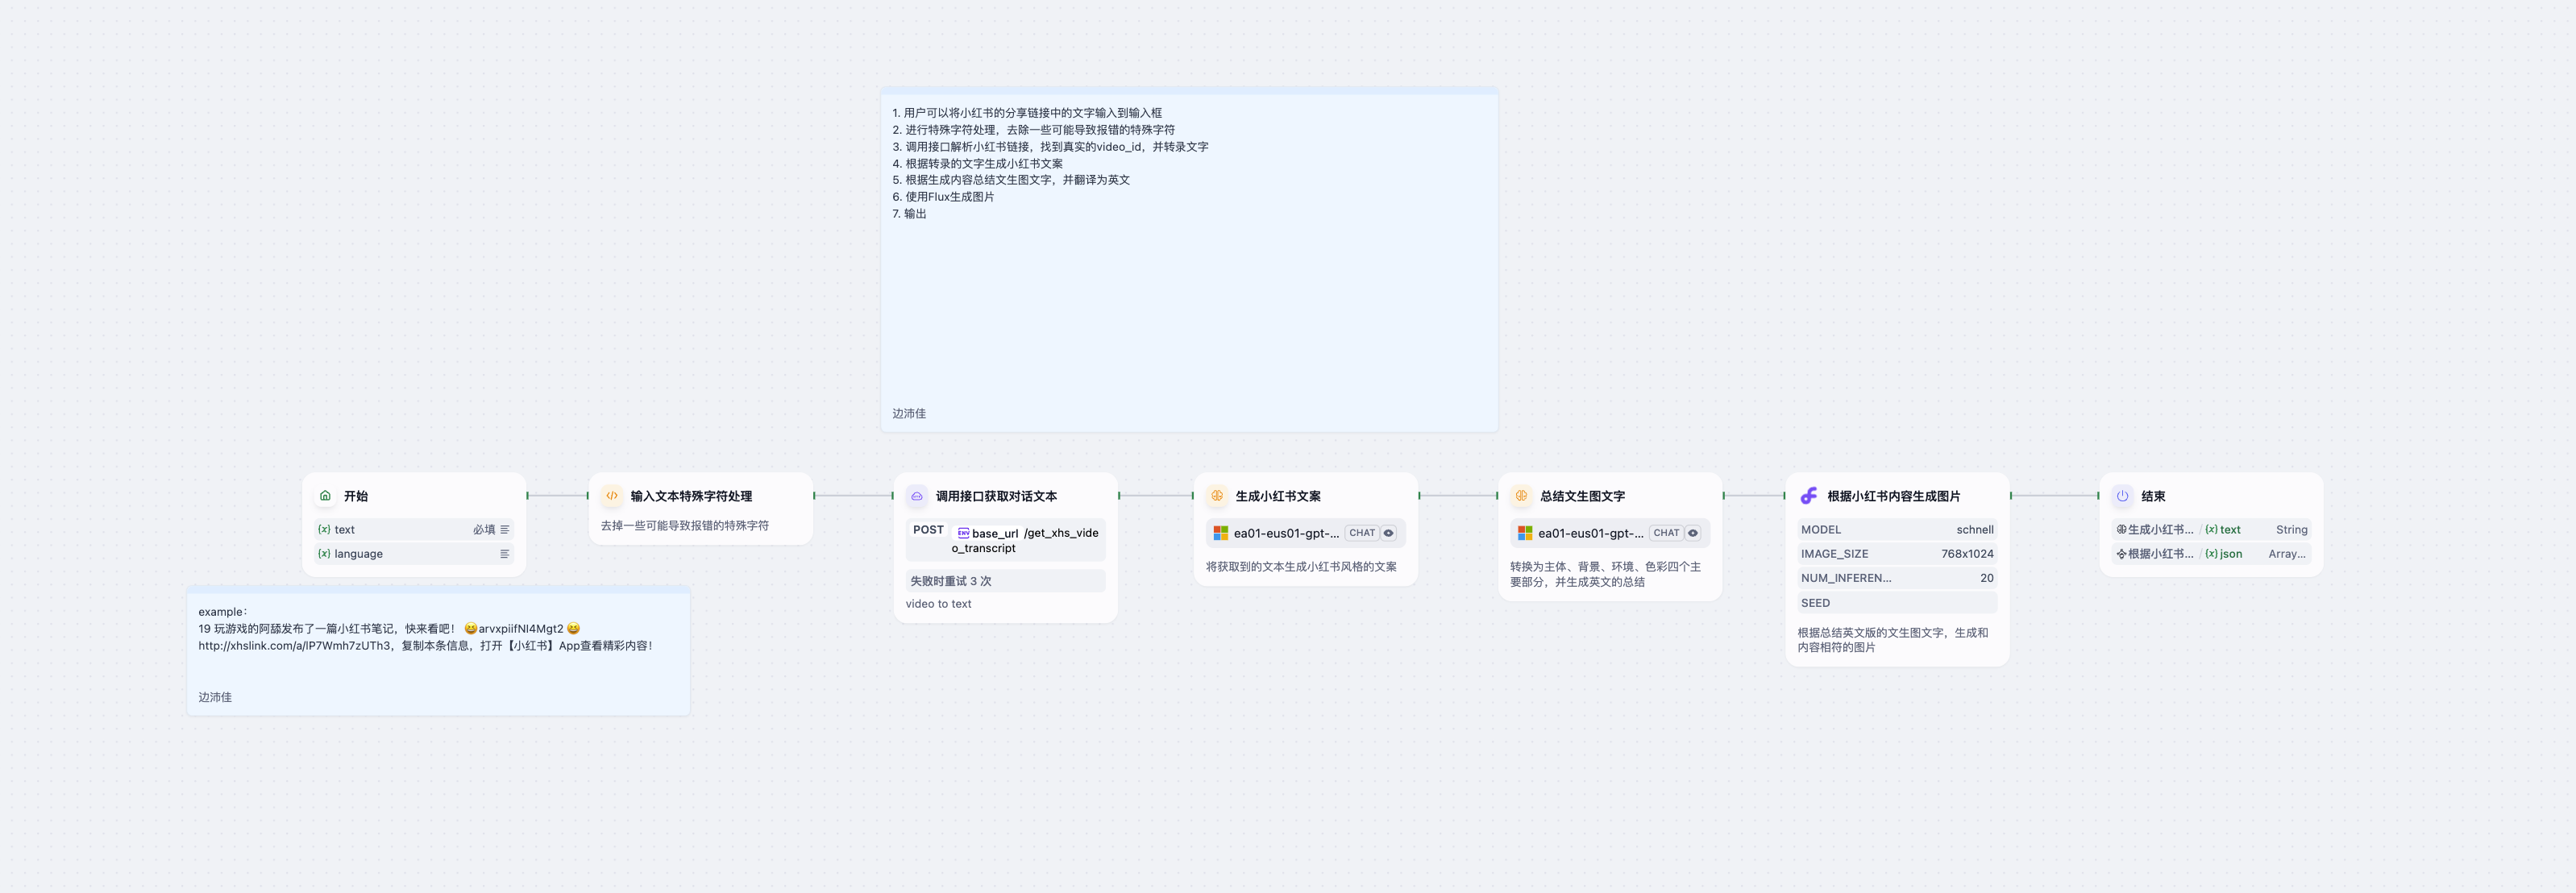 1. 用户可以将小红书的分享链接中的文字输入到输入框
2. 进行特殊字符处理，去除一些可能导致报错的特殊字符
3. 调用接口解析小红书链接，找到真实的video_id，并转录文字
4. 根据转录的文字生成小红书文案
5. 根据生成内容总结文生图文字，并翻译为英文
6. 使用Flux生成图片
7. 输出
边沛佳
开始
{x} text 必填
{x} language
example：
19 玩游戏的阿舔发布了一篇小红书笔记，快来看吧！ 😆arvxpiifNl4Mgt2 😆
http://xhslink.com/a/lP7Wmh7zUTh3，复制本条信息，打开【小红书】App查看精彩内容！
边沛佳
输入文本特殊字符处理
去掉一些可能导致报错的特殊字符
调用接口获取对话文本
POST ENV base_url /get_xhs_vide
o_transcript
失败时重试 3 次
video to text
生成小红书文案
ea01-eus01-gpt-... CHAT
将获取到的文本生成小红书风格的文案
总结文生图文字
ea01-eus01-gpt-... CHAT
转换为主体、背景、环境、色彩四个主
要部分，并生成英文的总结
根据小红书内容生成图片
MODEL schnell
IMAGE_SIZE 768x1024
NUM_INFEREN... 20
SEED
根据总结英文版的文生图文字，生成和
内容相符的图片
结束
生成小红书... / {x} text String
根据小红书... / {x} json Array...